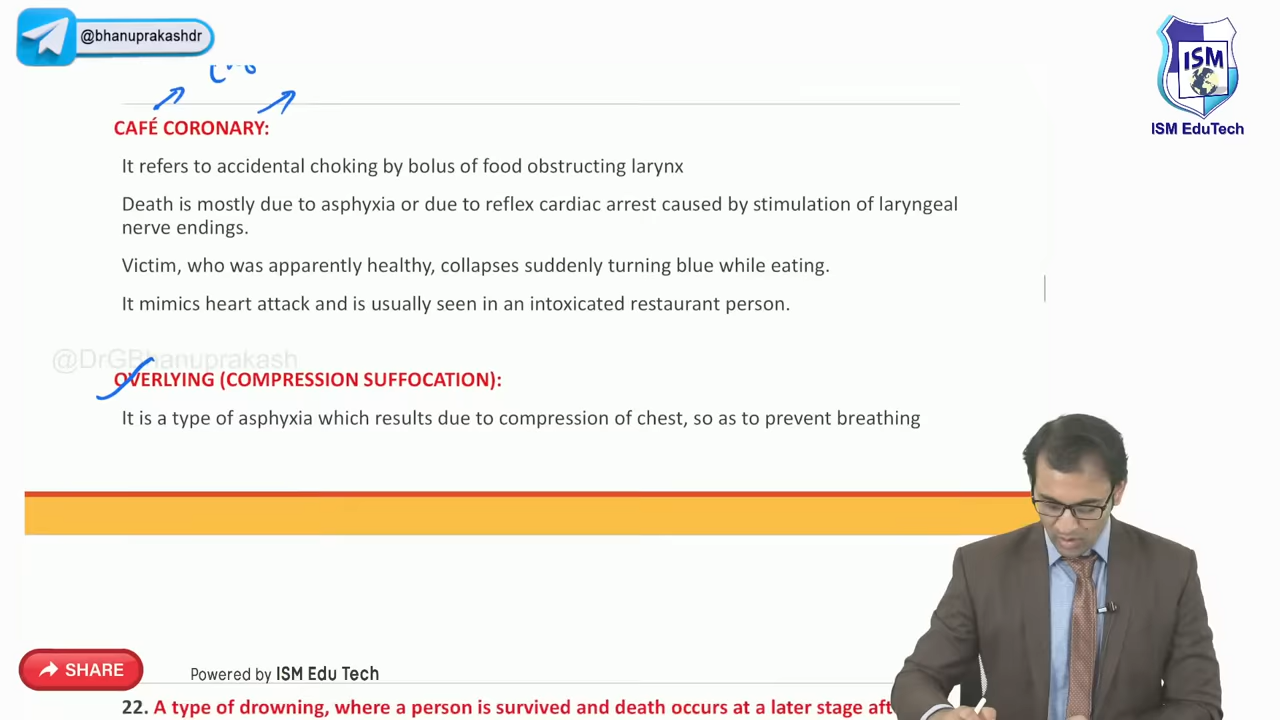 @bhanuprakashdr
ISM
ISM EduTech
CAFÉ CORONARY:
It refers to accidental choking by bolus of food obstructing larynx
Death is mostly due to asphyxia or due to reflex cardiac arrest caused by stimulation of laryngeal
nerve endings.
Victim, who was apparently healthy, collapses suddenly turning blue while eating.
It mimics heart attack and is usually seen in an intoxicated restaurant person.
@DrGBhanuprakash
OVERLYING (COMPRESSION SUFFOCATION):
It is a type of asphyxia which results due to compression of chest, so as to prevent breathing
SHARE
Powered by ISM Edu Tech
22. A type of drowning, where a person is survived and death occurs at a later stage